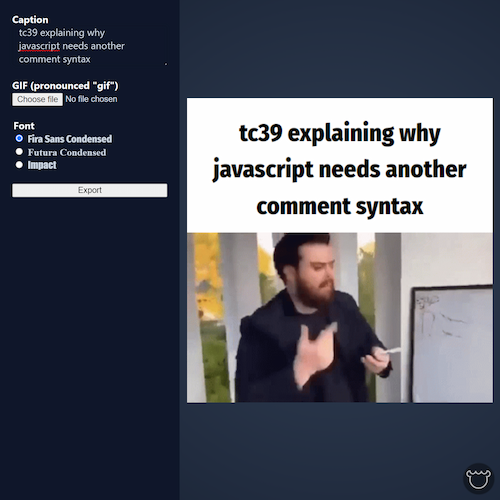 Caption
tc39 explaining why
javascript needs another
comment syntax
GIF (pronounced "gif")
Choose file No file chosen
Font
Fira Sans Condensed
Futura Condensed
Impact
Export
tc39 explaining why
javascript needs another
comment syntax